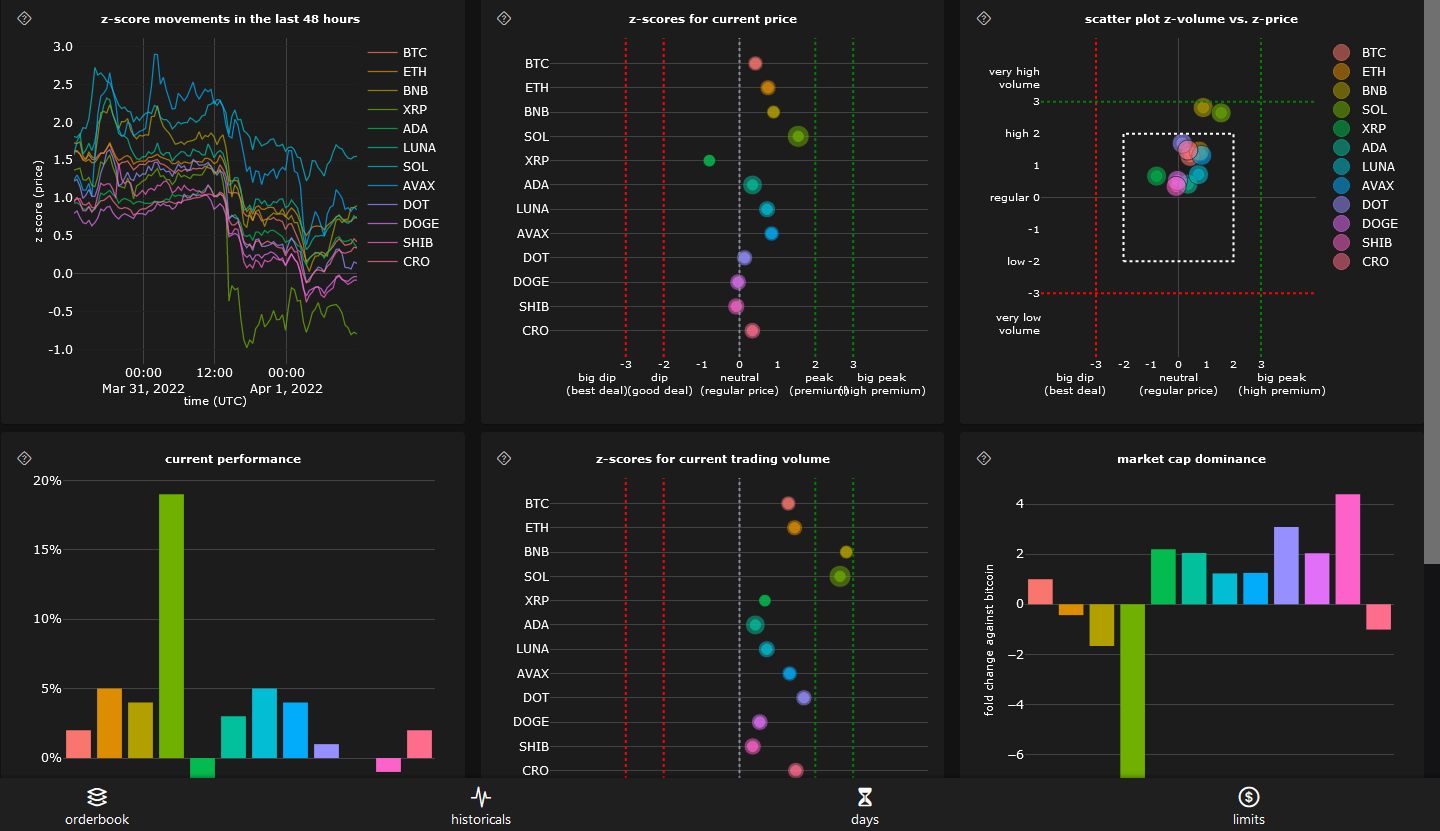 z-score movements in the last 48 hours
3.0
2.5
2.0
1.5
1.0
0.5
0.0
-0.5
-1.0
z score (price)
00:00
Mar 31, 2022
12:00
00:00
Apr 1, 2022
time (UTC)
BTC
ETH
BNB
XRP
ADA
LUNA
SOL
AVAX
DOT
DOGE
SHIB
CRO
z-scores for current price
BTC
ETH
BNB
SOL
XRP
ADA
LUNA
AVAX
DOT
DOGE
SHIB
CRO
-3 -2 -1 0 1 2 3
big dip dip neutral peak big peak
(best deal) (good deal) (regular price) (premium) (high premium)
scatter plot z-volume vs. z-price
very high
volume
3
high 2
1
regular 0
-1
low -2
-3
very low
volume
-3 -2 -1 0 1 2 3
big dip neutral big peak
(best deal) (regular price) (high premium)
BTC
ETH
BNB
SOL
XRP
ADA
LUNA
AVAX
DOT
DOGE
SHIB
CRO
current performance
20%
15%
10%
5%
0%
z-scores for current trading volume
BTC
ETH
BNB
SOL
XRP
ADA
LUNA
AVAX
DOT
DOGE
SHIB
CRO
market cap dominance
fold change against bitcoin
4
2
0
−2
−4
−6
orderbook historicals days limits